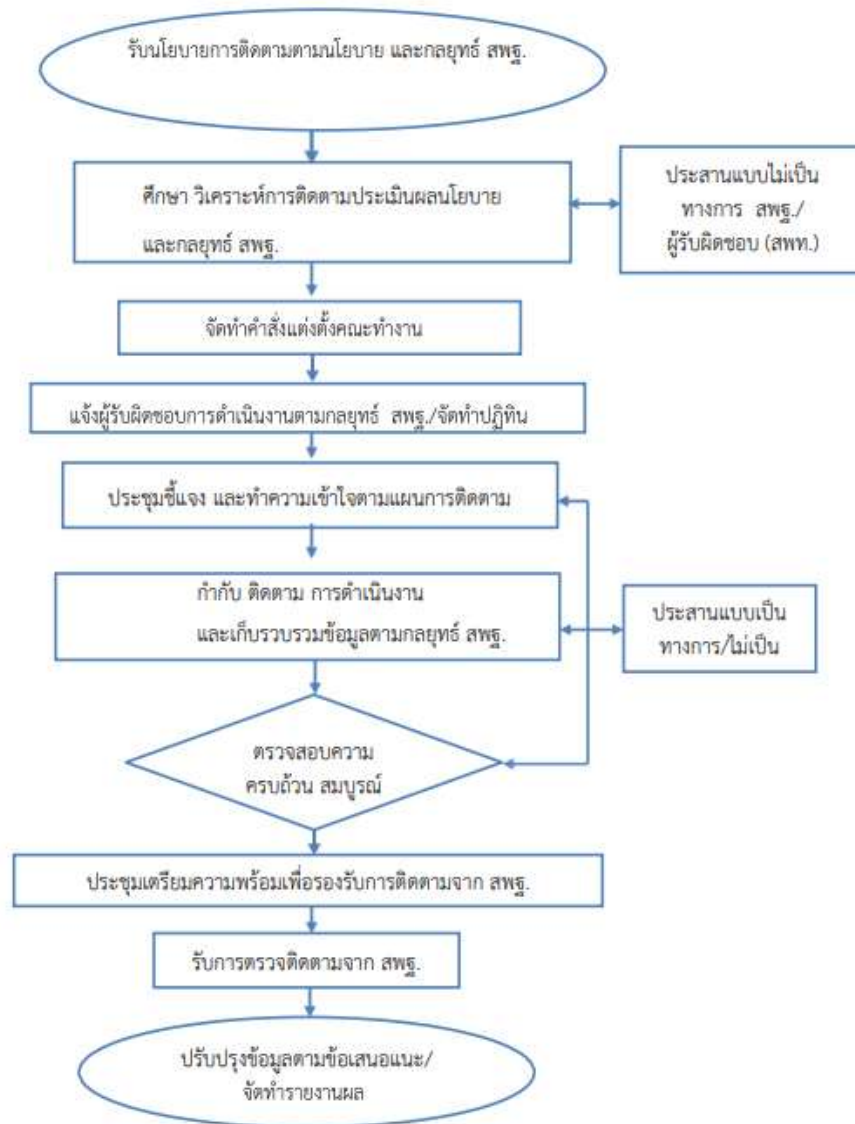 รับนโยบายการติดตามตามนโยบาย และกลยุทธ์ สพฐ.
ศึกษา วิเคราะห์การติดตามประเมินผลนโยบาย
และกลยุทธ์ สพฐ.
ประสานแบบไม่เป็น
ทางการ สพฐ./
ผู้รับผิดชอบ (สพท.)
จัดทำคำสั่งแต่งตั้งคณะทำงาน
แจ้งผู้รับผิดชอบการดำเนินงานตามกลยุทธ์ สพฐ./จัดทำปฏิทิน
ประชุมชี้แจง และทำความเข้าใจตามแผนการติดตาม
กำกับ ติดตาม การดำเนินงาน
และเก็บรวบรวมข้อมูลตามกลยุทธ์ สพฐ.
ประสานแบบเป็น
ทางการ/ไม่เป็น
ตรวจสอบความ
ครบถ้วน สมบูรณ์
ประชุมเตรียมความพร้อมเพื่อรองรับการติดตามจาก สพฐ.
รับการตรวจติดตามจาก สพฐ.
ปรับปรุงข้อมูลตามข้อเสนอแนะ/
จัดทำรายงานผล